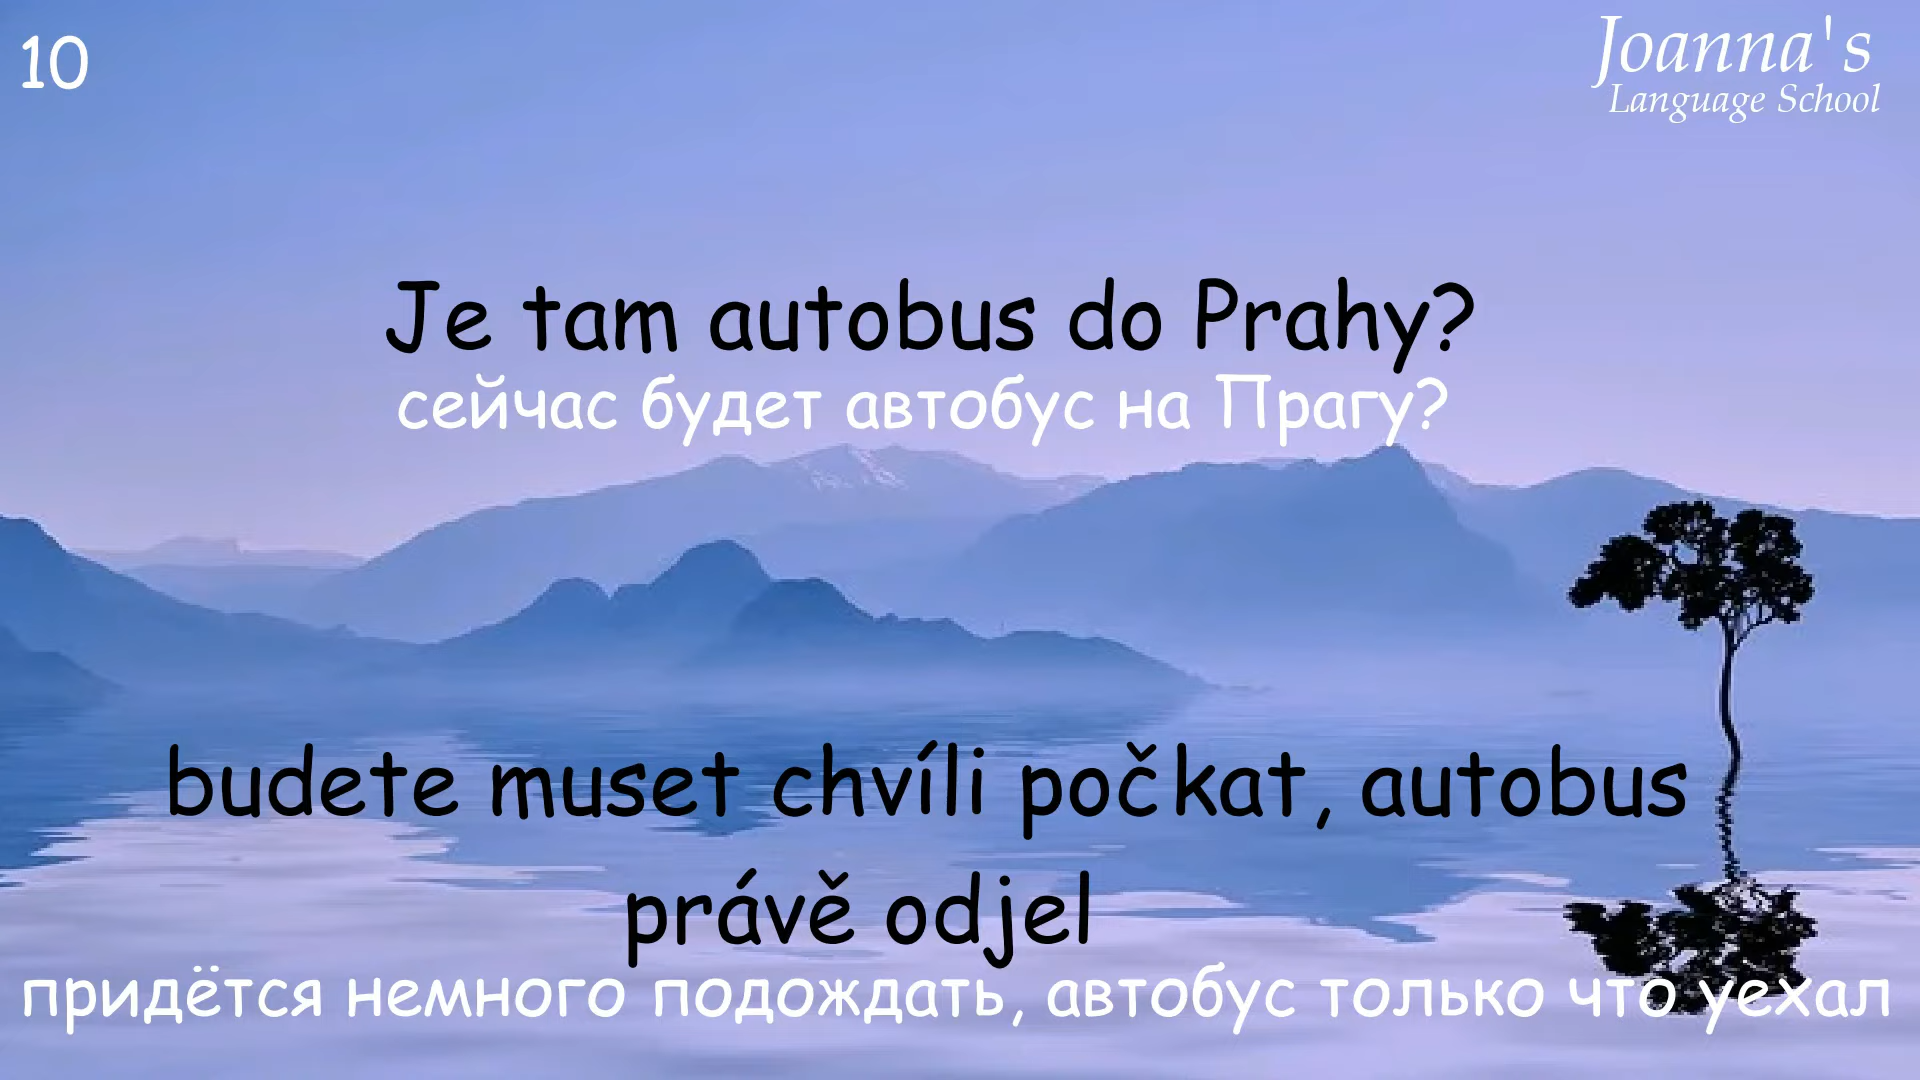 10
Joanna's
Language School
Je tam autobus do Prahy?
сейчас будет автобус на Прагу?
budete muset chvíli počkat, autobus
právě odjel
придётся немного подождать, автобус только что уехал